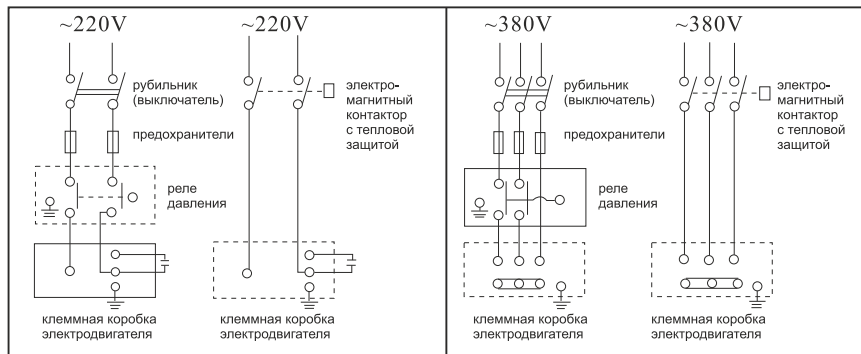 ~220V
~220V
рубильник
(выключатель)
предохранители
реле
давления
электро-
магнитный
контактор
с тепловой
защитой
клеммная коробка
электродвигателя
клеммная коробка
электродвигателя
~380V
~380V
рубильник
(выключатель)
предохранители
реле
давления
электро-
магнитный
контактор
с тепловой
защитой
клеммная коробка
электродвигателя
клеммная коробка
электродвигателя